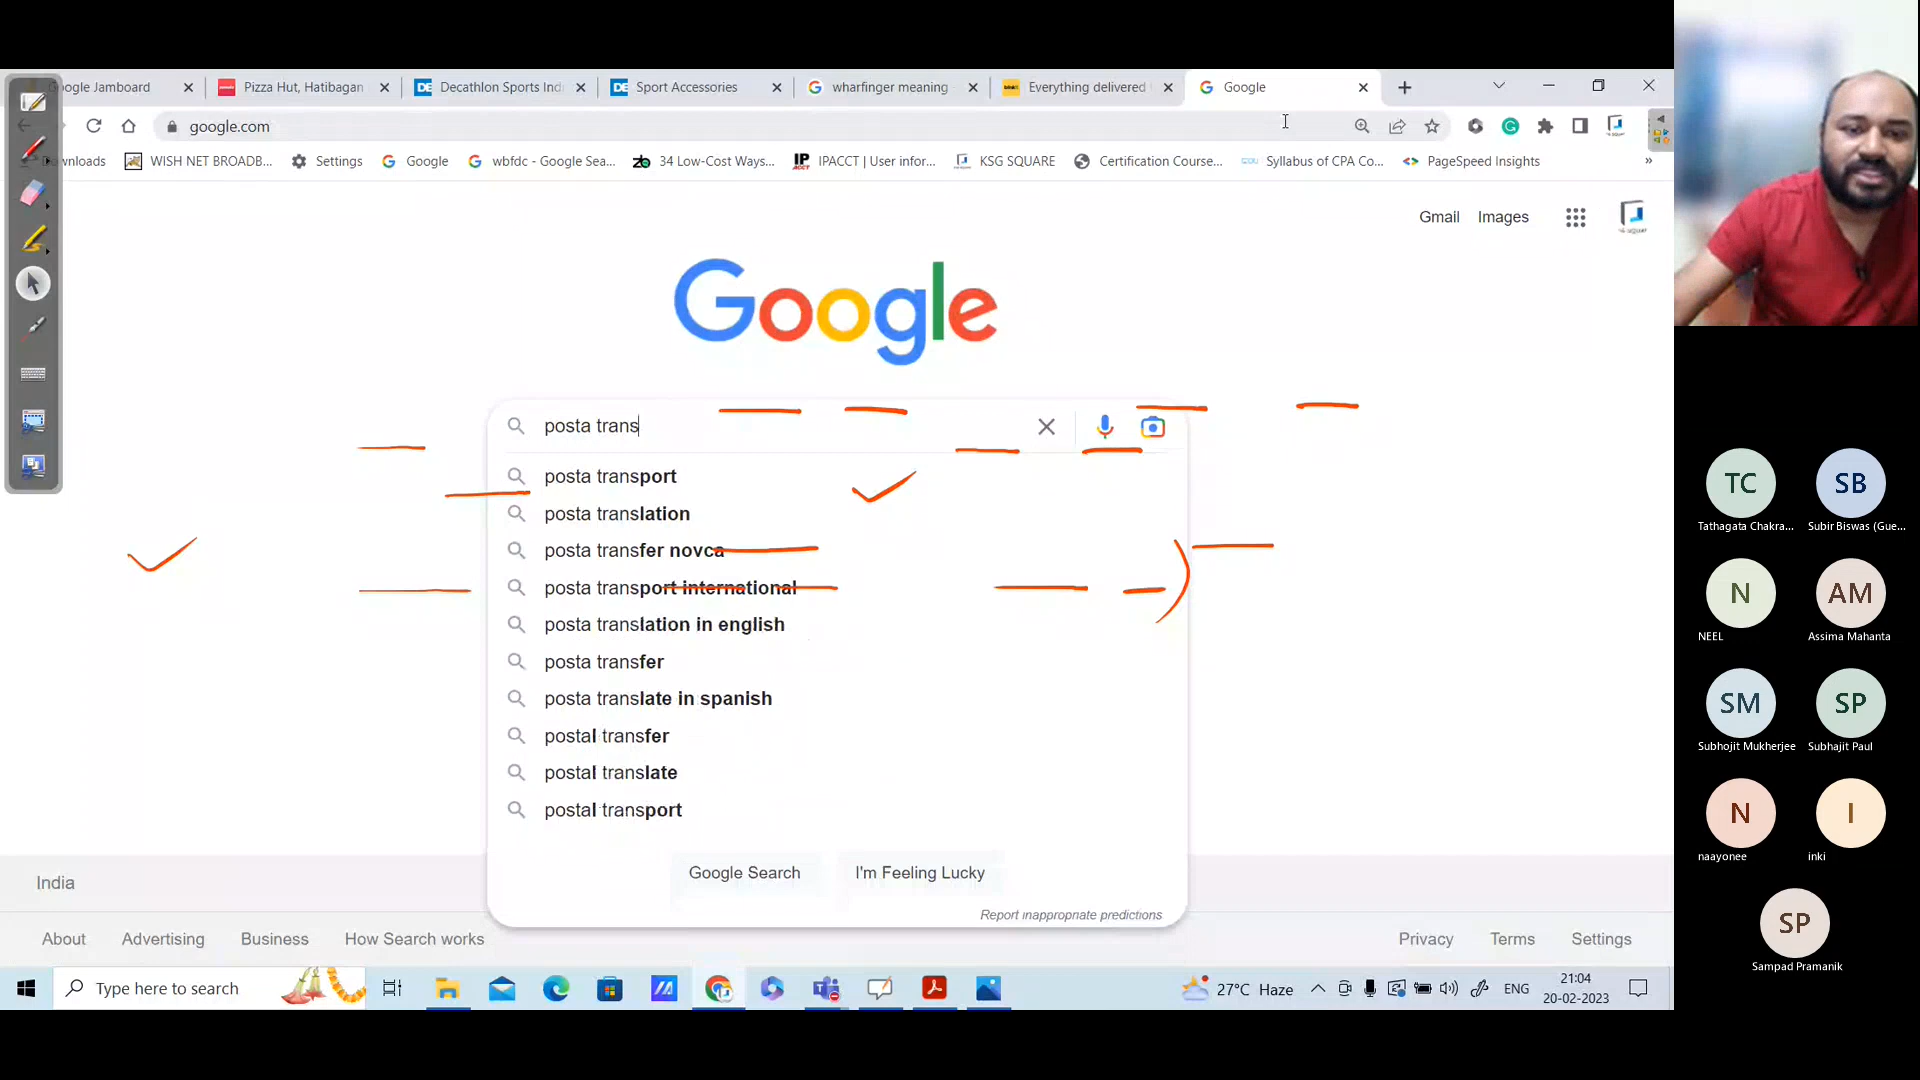 Google Jamboard
Pizza Hut, Hatibagan
Decathlon Sports Indi
Sport Accessories
wharfinger meaning
Everything delivered
Google
google.com
wnloads
WISH NET BROADB...
Settings
Google
wbfdc - Google Sea...
34 Low-Cost Ways...
IPACCT | User infor...
KSG SQUARE
Certification Course...
Syllabus of CPA Co...
PageSpeed Insights
»
Gmail
Images
Google
posta trans
posta transport
posta translation
posta transfer novca
posta transport international
posta translation in english
posta transfer
posta translate in spanish
postal transfer
postal translate
postal transport
Google Search
I'm Feeling Lucky
Report inappropriate predictions
India
About
Advertising
Business
How Search works
Privacy
Terms
Settings
Type here to search
27°C Haze
ENG
21:04
20-02-2023
TC
Tathagata Chakra...
SB
Subir Biswas (Gue...
N
NEEL
AM
Assima Mahanta
SM
Subhojit Mukherjee
SP
Subhajit Paul
N
naayonee
I
inki
SP
Sampad Pramanik